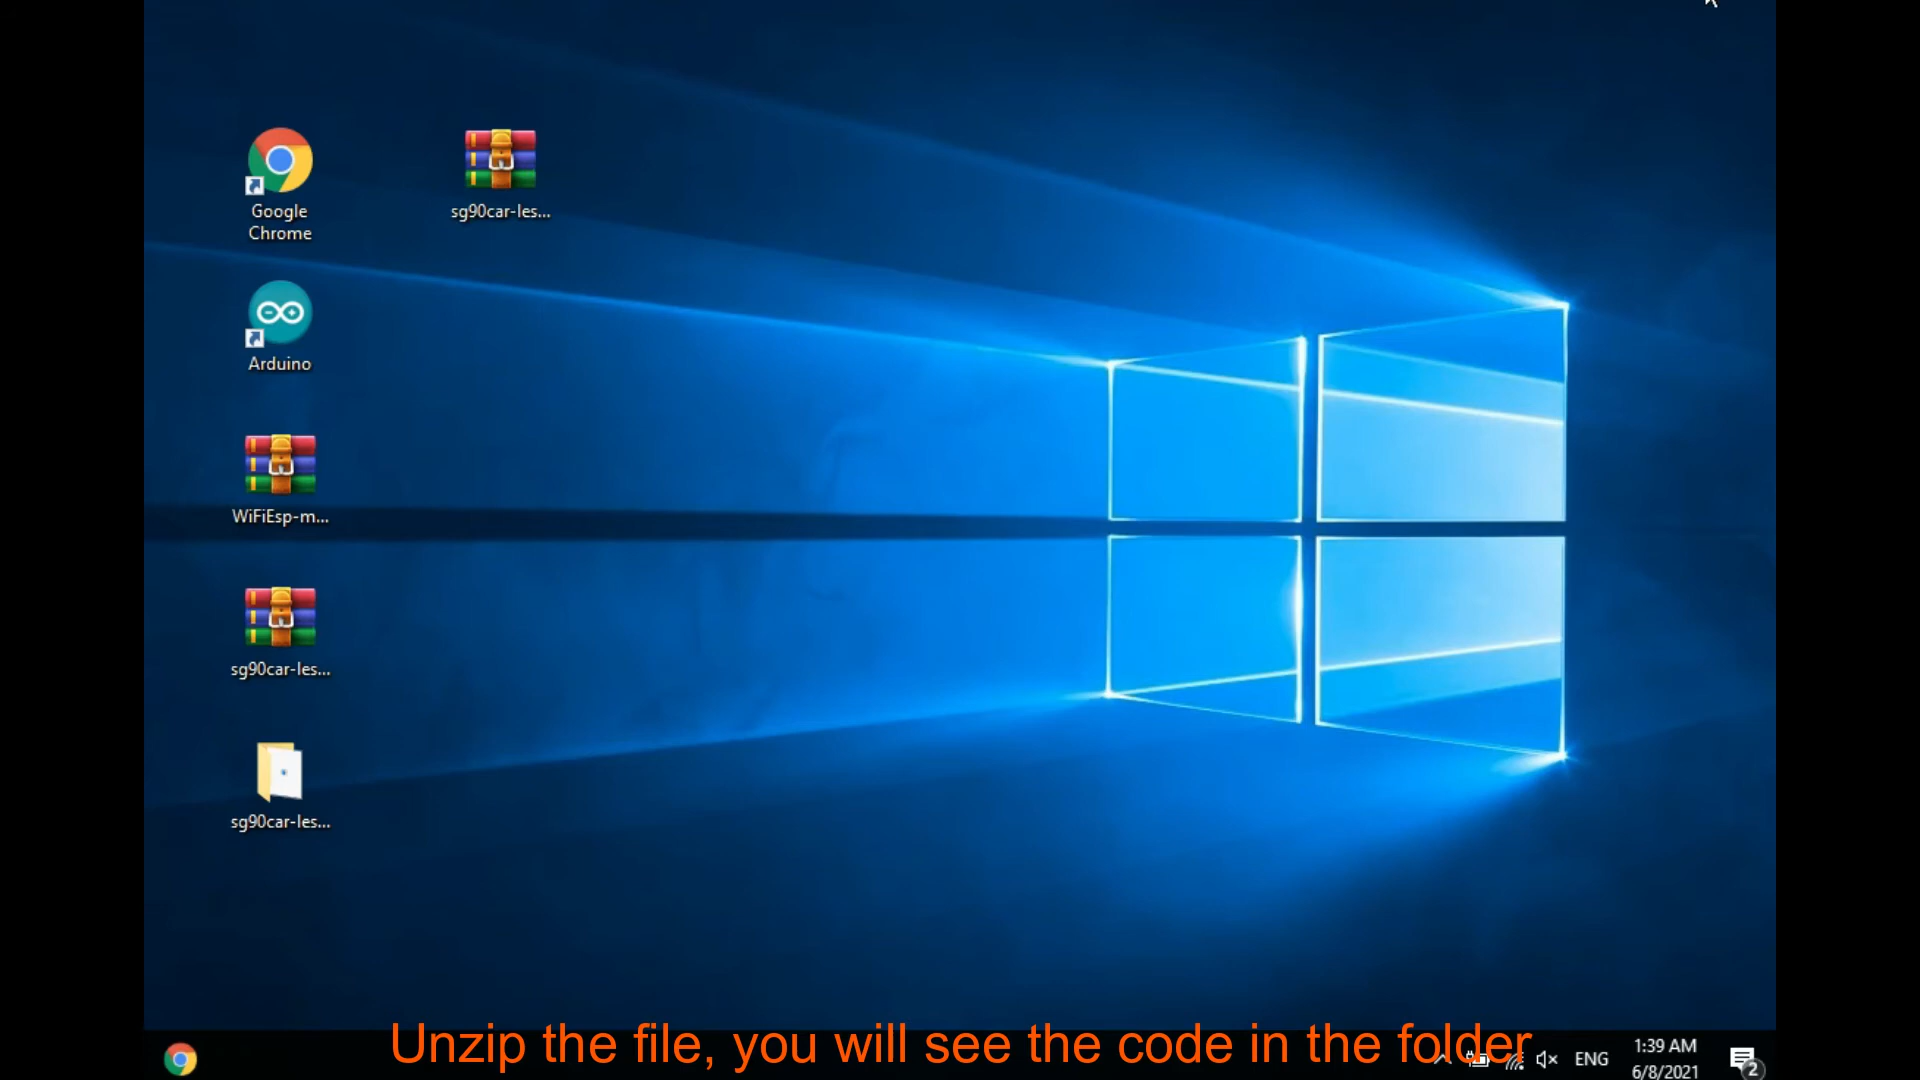 Google
Chrome
sg90car-les...
Arduino
WiFiEsp-m...
sg90car-les...
sg90car-les...
Unzip the file, you will see the code in the folder
ENG
1:39 AM
6/8/2021
2